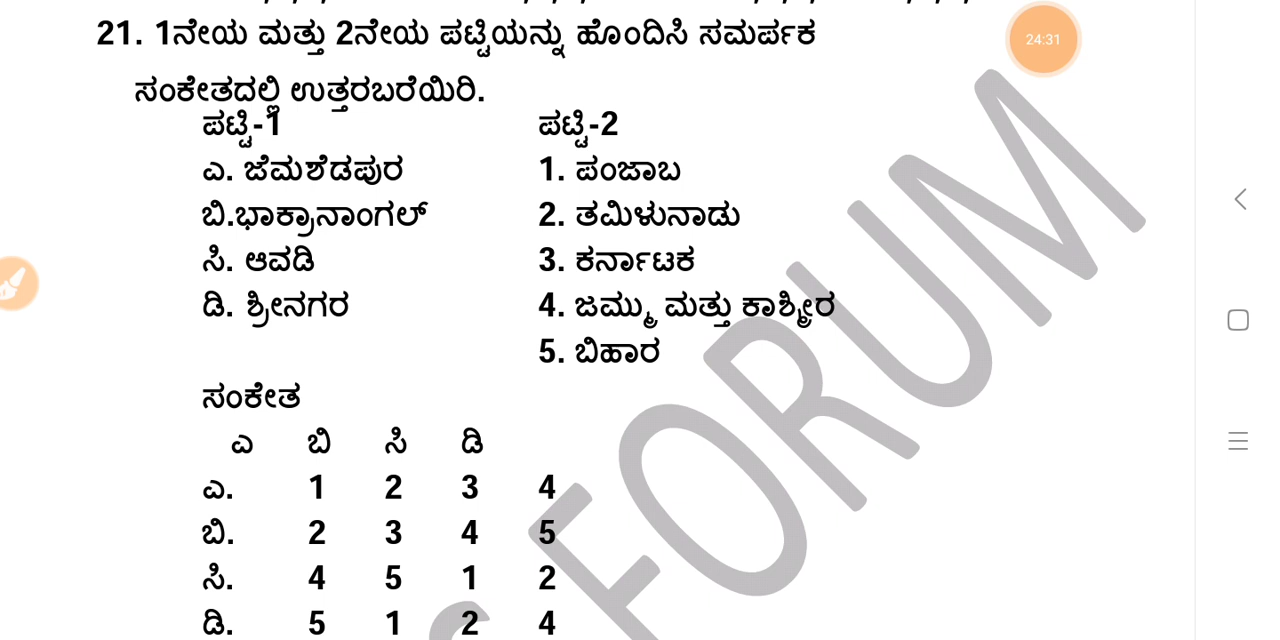 21. 1ನೇಯ ಮತ್ತು 2ನೇಯ ಪಟ್ಟಿಯನ್ನು ಹೊಂದಿಸಿ ಸಮರ್ಪಕ
24:31
ಸಂಕೇತದಲ್ಲಿ ಉತ್ತರಬರೆಯಿರಿ.
ಪಟ್ಟಿ-1 ಪಟ್ಟಿ-2
ಎ. ಜೆಮಶೆಡಪುರ 1. ಪಂಜಾಬ
ಬಿ.ಭಾಕ್ರಾನಾಂಗಲ್ 2. ತಮಿಳುನಾಡು
ಸಿ. ಆವಡಿ 3. ಕರ್ನಾಟಕ
ಡಿ. ಶ್ರೀನಗರ 4. ಜಮ್ಮು ಮತ್ತು ಕಾಶ್ಮೀರ
5. ಬಿಹಾರ
ಸಂಕೇತ
ಎ ಬಿ ಸಿ ಡಿ
ಎ. 1 2 3 4
ಬಿ. 2 3 4 5
ಸಿ. 4 5 1 2
ಡಿ. 5 1 2 4
FORUM